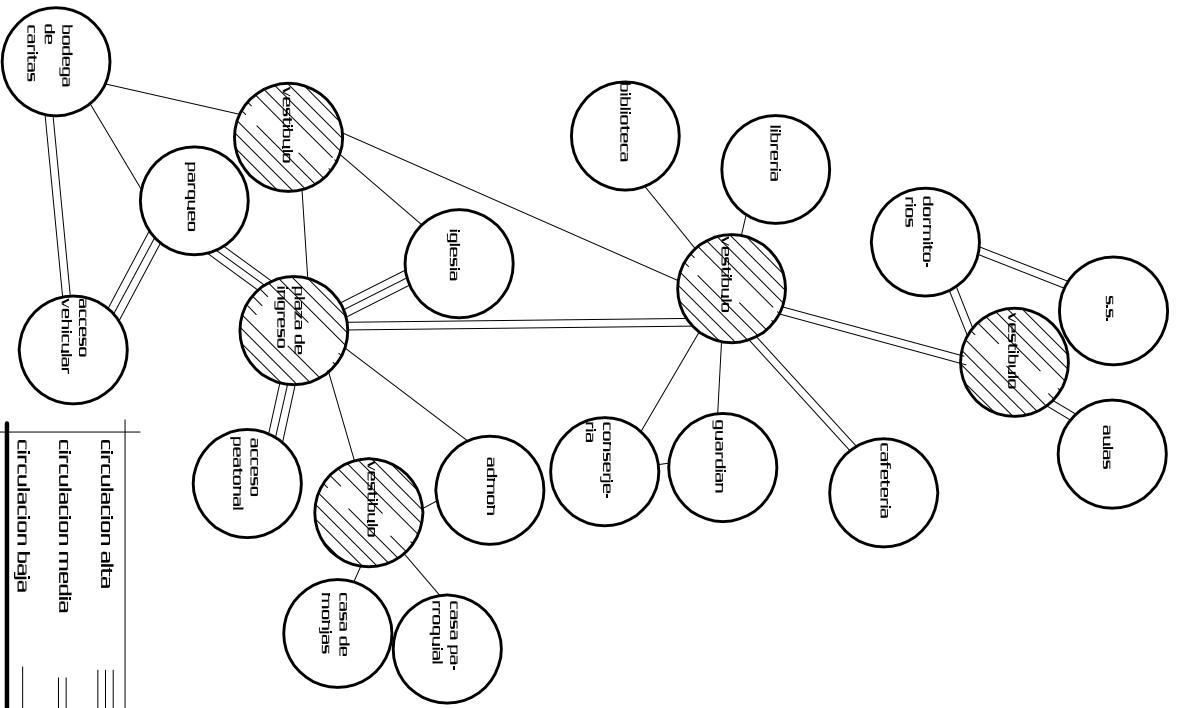 bodega
de
caritas
vestibulo
parqueo
acceso
vehicular
iglesia
plaza de
ingreso
acceso
peatonal
vestibulo
admon
casa de
monjas
casa pa-
rroquial
biblioteca
libreria
vestibulo
conserje-
ria
guardian
cafeteria
dormito-
rios
s.s.
vestibulo
aulas
circulacion alta
circulacion media
circulacion baja